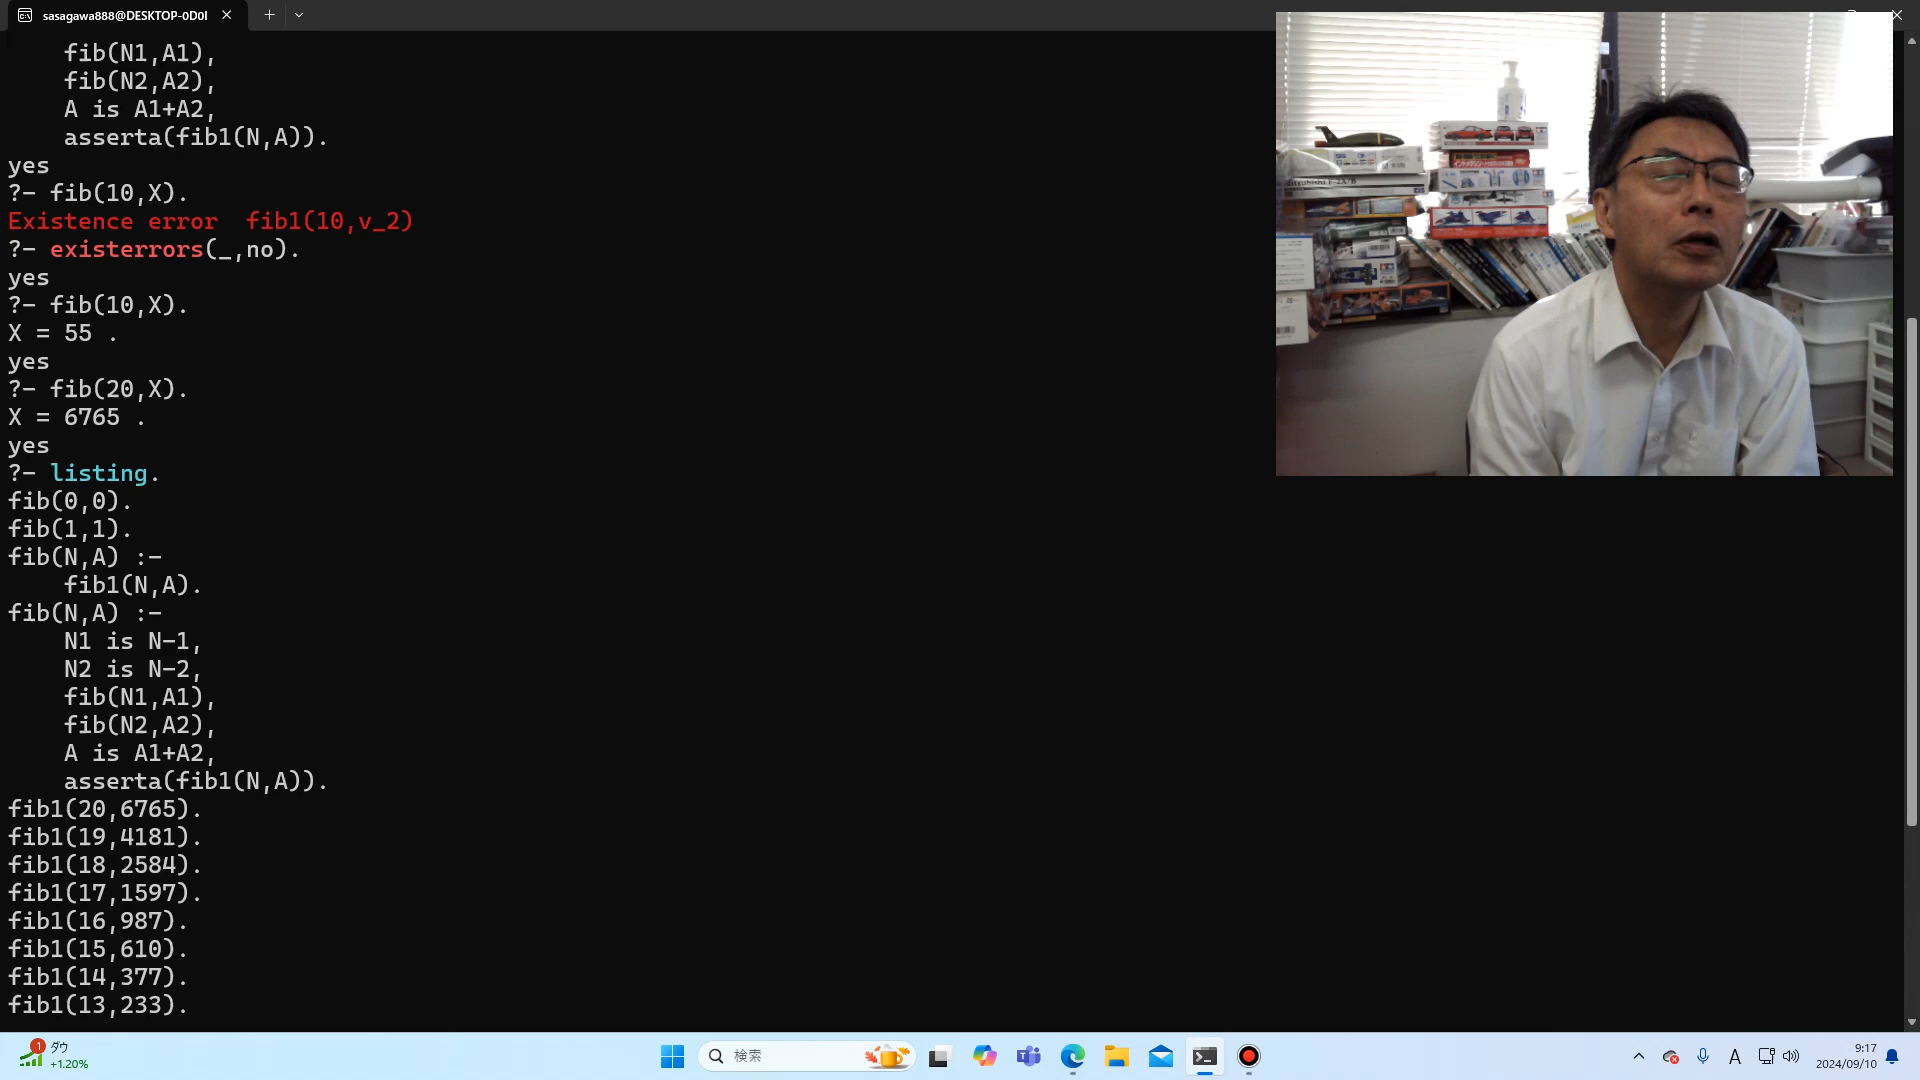 sasagawa888@DESKTOP-0D0I
fib(N1,A1),
fib(N2,A2),
A is A1+A2,
asserta(fib1(N,A)).
yes
?- fib(10,X).
Existence error  fib1(10,v_2)
?- existerrors(_,no).
yes
?- fib(10,X).
X = 55 .
yes
?- fib(20,X).
X = 6765 .
yes
?- listing.
fib(0,0).
fib(1,1).
fib(N,A) :-
fib1(N,A).
fib(N,A) :-
N1 is N-1,
N2 is N-2,
fib(N1,A1),
fib(N2,A2),
A is A1+A2,
asserta(fib1(N,A)).
fib1(20,6765).
fib1(19,4181).
fib1(18,2584).
fib1(17,1597).
fib1(16,987).
fib1(15,610).
fib1(14,377).
fib1(13,233).
Mitsubishi F-2A/B
1
ダウ
+1.20%
検索
A
9:17
2024/09/10